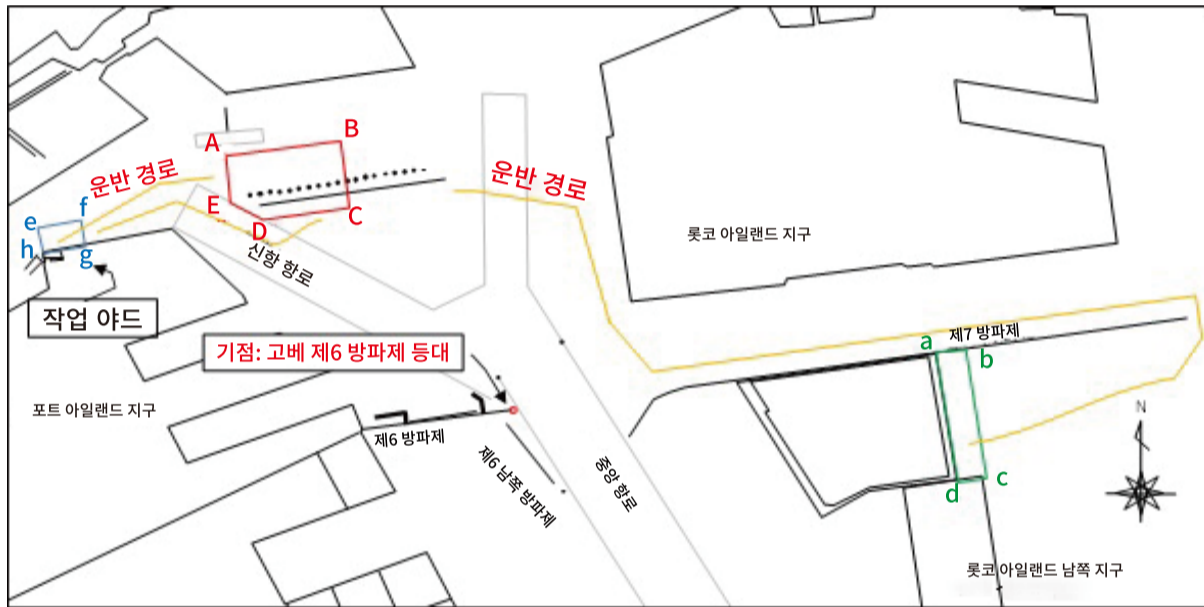 A
B
운반 경로
운반 경로
f
E
C
e
D
h
g
신항 항로
롯코 아일랜드 지구
작업 야드
기점: 고베 제6 방파제 등대
a
제7 방파제
b
포트 아일랜드 지구
N
제6 방파제
제6 남쪽 방파제
중앙 항로
d
c
롯코 아일랜드 남쪽 지구